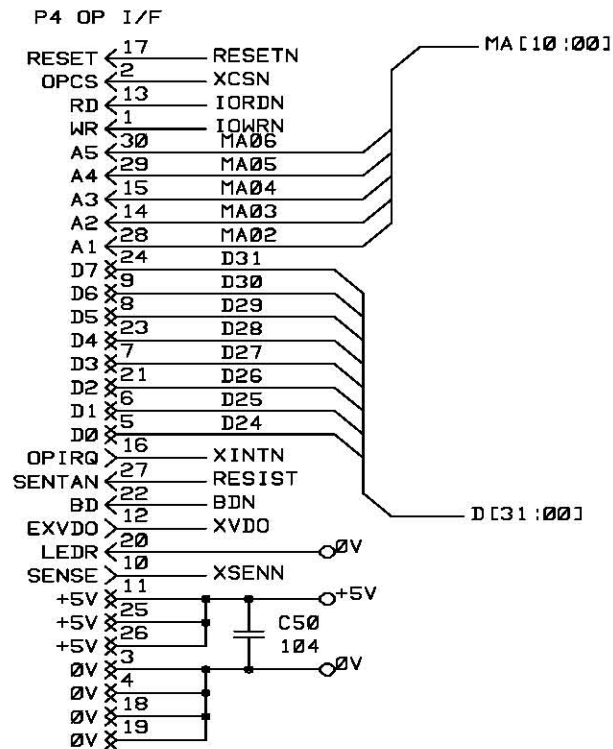 P4 OP I/F
MA[10:00]
RESET 17 RESETN
OPCS 2 XCSN
RD 13 IORDN
WR 1 IOWRN
A5 30 MA06
A4 29 MA05
A3 15 MA04
A2 14 MA03
A1 28 MA02
D7 24 D31
D6 9 D30
D5 8 D29
D4 23 D28
D3 7 D27
D2 21 D26
D1 6 D25
D0 5 D24
OPIRQ 16 XINTN
SENTAN 27 RESIST
BD 22 BDN
D[31:00]
EXVDO 12 XVDO
LEDR 20 0V
SENSE 10 XSENN
+5V 11 +5V
+5V 25 C50
+5V 26 104
0V 3 0V
0V 4
0V 18
0V 19